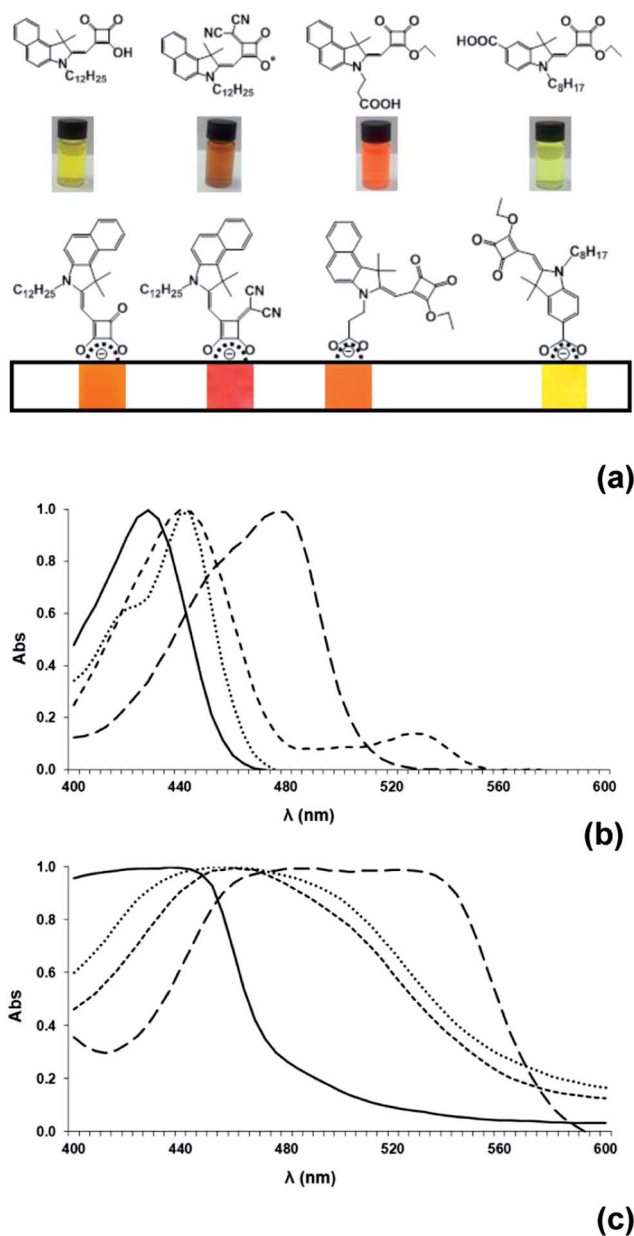 NC CN
O O O O O O O
N OH N O* N O HOOC N O
C12H25 C12H25 COOH C8H17
O
O C8H17
O O N
N N CN N O
C12H25 C12H25 CN O
O O
O O O O O O O O
(a)
1.0
0.8
0.6
0.4
0.2
0.0
Abs
400 440 480 520 560 600
λ (nm)
(b)
1.0
0.8
0.6
0.4
0.2
0.0
Abs
400 440 480 520 560 600
λ (nm)
(c)